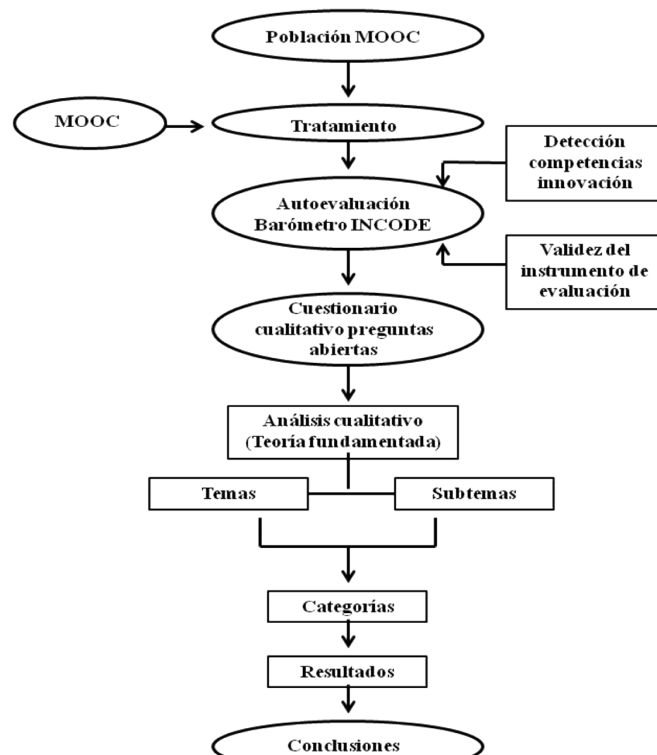 Población MOOC
MOOC
Tratamiento
Detección
competencias
innovación
Autoevaluación
Barómetro INCODE
Validez del
instrumento de
evaluación
Cuestionario
cualitativo preguntas
abiertas
Análisis cualitativo
(Teoría fundamentada)
Temas
Subtemas
Categorías
Resultados
Conclusiones